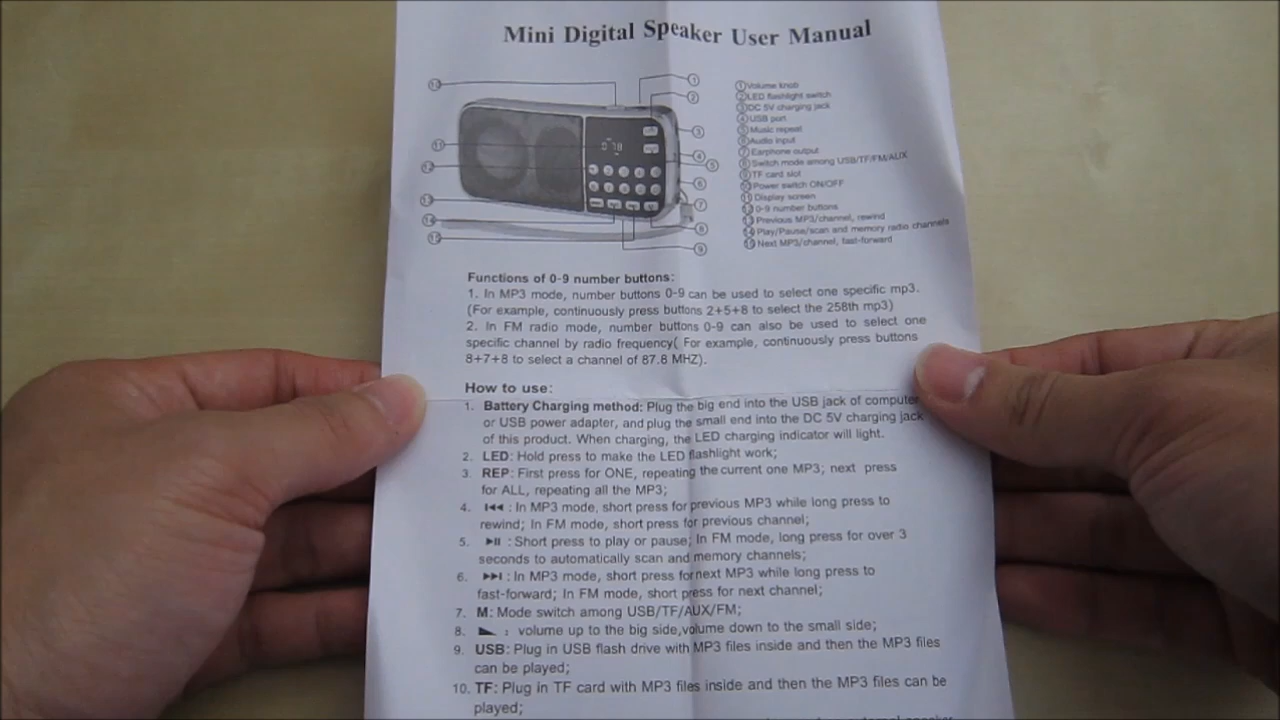 Mini Digital Speaker User Manual
①Volume knob
②LED flashlight switch
③DC 5V charging jack
④USB port
⑤Music repeat
⑥Audio input
⑦Earphone output
⑧Switch mode among USB/TF/FM/AUX
⑨TF card slot
⑩Power switch ON/OFF
⑪Display screen
⑫0-9 number buttons
⑬Previous MP3/channel, rewind
⑭Play/Pause/scan and memory radio channels
⑮Next MP3/channel, fast-forward
Functions of 0-9 number buttons:
1. In MP3 mode, number buttons 0-9 can be used to select one specific mp3.
(For example, continuously press buttons 2+5+8 to select the 258th mp3)
2. In FM radio mode, number buttons 0-9 can also be used to select one
specific channel by radio frequency( For example, continuously press buttons
8+7+8 to select a channel of 87.8 MHZ).
How to use:
1. Battery Charging method: Plug the big end into the USB jack of computer
or USB power adapter, and plug the small end into the DC 5V charging jack
of this product. When charging, the LED charging indicator will light.
2. LED: Hold press to make the LED flashlight work;
3. REP: First press for ONE, repeating the current one MP3; next press
for ALL, repeating all the MP3;
4. I◄◄ : In MP3 mode, short press for previous MP3 while long press to
rewind; In FM mode, short press for previous channel;
5. ►II : Short press to play or pause; In FM mode, long press for over 3
seconds to automatically scan and memory channels;
6. ►►I : In MP3 mode, short press for next MP3 while long press to
fast-forward; In FM mode, short press for next channel;
7. M: Mode switch among USB/TF/AUX/FM;
8. ◣ : volume up to the big side,volume down to the small side;
9. USB: Plug in USB flash drive with MP3 files inside and then the MP3 files
can be played;
10. TF: Plug in TF card with MP3 files inside and then the MP3 files can be
played;